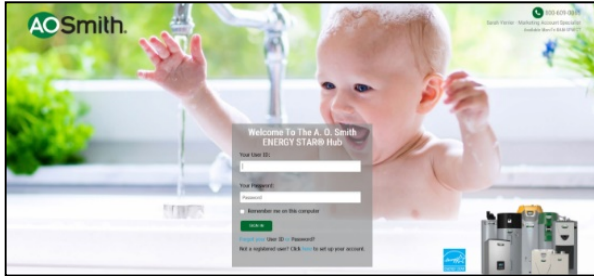 AOSmith.
Welcome To The A. O. Smith
ENERGY STAR® Hub
Your User ID:
Your Password:
Password
Remember me on this computer
SIGN IN
Forgot your User ID or Password?
Not a registered user? Click here to set up your account.